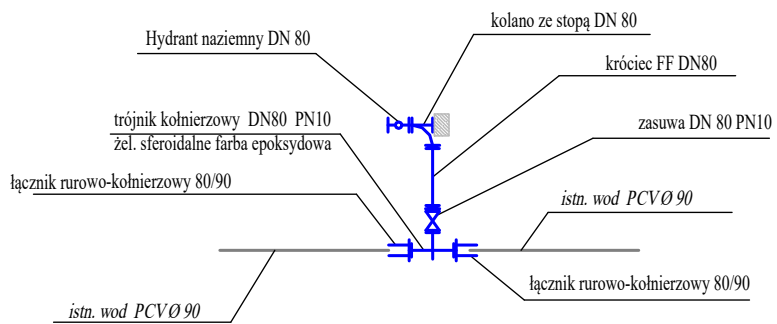 kolano ze stopą DN 80
Hydrant naziemny DN 80
króciec FF DN80
trójnik kołnierzowy DN80 PN10
żel. sferoidalne farba epoksydowa
zasuwa DN 80 PN10
łącznik rurowo-kołnierzowy 80/90
istn. wod PCV Ø 90
łącznik rurowo-kołnierzowy 80/90
istn. wod PCV Ø 90